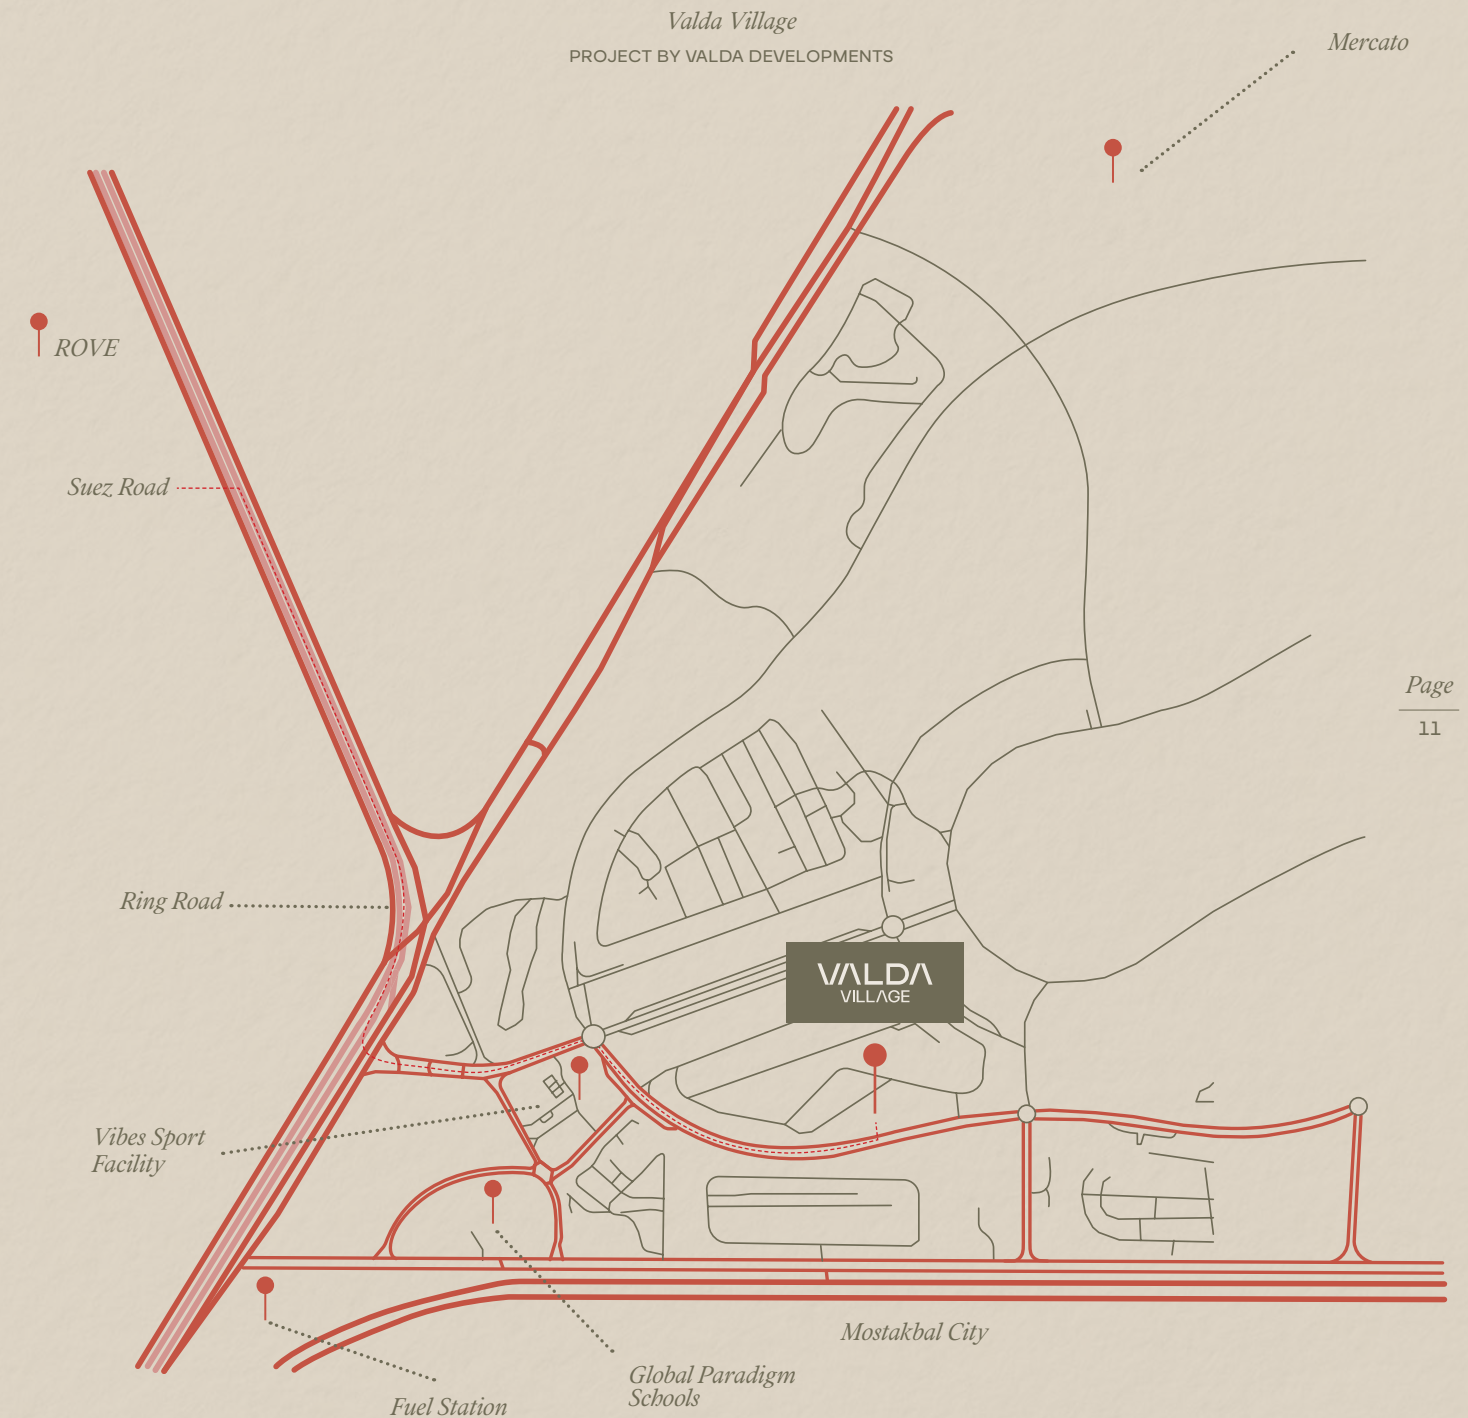 Valda Village
PROJECT BY VALDA DEVELOPMENTS
Mercato
ROVE
Suez Road
Page
11
Ring Road
VALDA
VILLAGE
Vibes Sport
Facility
Mostakbal City
Global Paradigm
Schools
Fuel Station